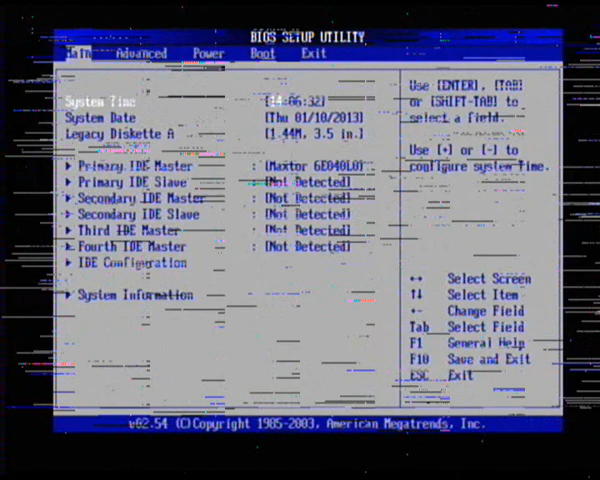 BIOS SETUP UTILITY
Main Advanced Power Boot Exit
System Time [14:06:32]
System Date [Thu 01/10/2013]
Legacy Diskette A [1.44M, 3.5 in.]
Primary IDE Master : [Maxtor 6E040L0]
Primary IDE Slave : [Not Detected]
Secondary IDE Master : [Not Detected]
Secondary IDE Slave : [Not Detected]
Third IDE Master : [Not Detected]
Fourth IDE Master : [Not Detected]
IDE Configuration
System Information
Use [ENTER], [TAB]
or [SHIFT-TAB] to
select a field.
Use [+] or [-] to
configure system Time.
↔ Select Screen
↑↓ Select Item
+- Change Field
Tab Select Field
F1 General Help
F10 Save and Exit
ESC Exit
v02.54 (C)Copyright 1985-2003, American Megatrends, Inc.